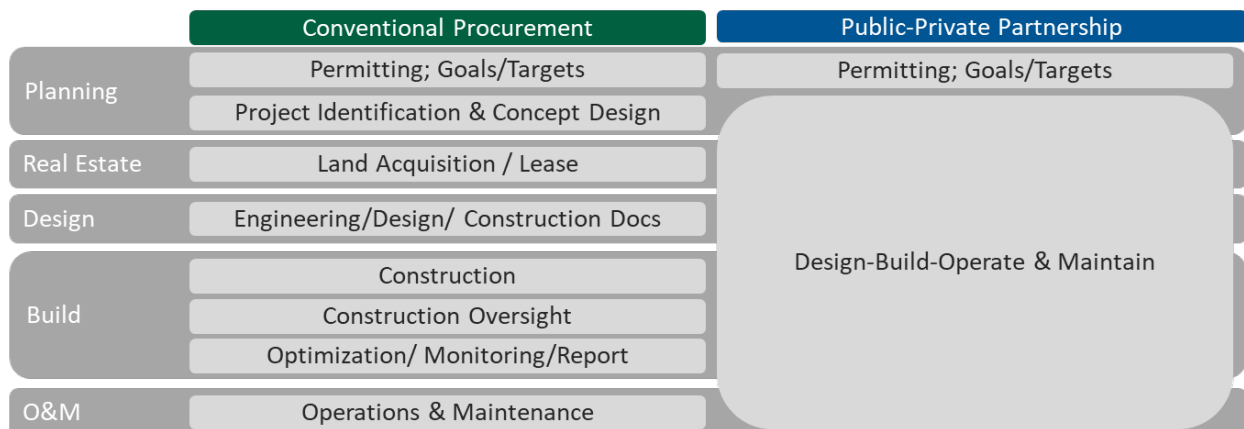 Conventional Procurement
Public-Private Partnership
Planning
Permitting; Goals/Targets
Permitting; Goals/Targets
Project Identification & Concept Design
Real Estate
Land Acquisition / Lease
Design
Engineering/Design/ Construction Docs
Design-Build-Operate & Maintain
Build
Construction
Construction Oversight
Optimization/ Monitoring/Report
O&M
Operations & Maintenance